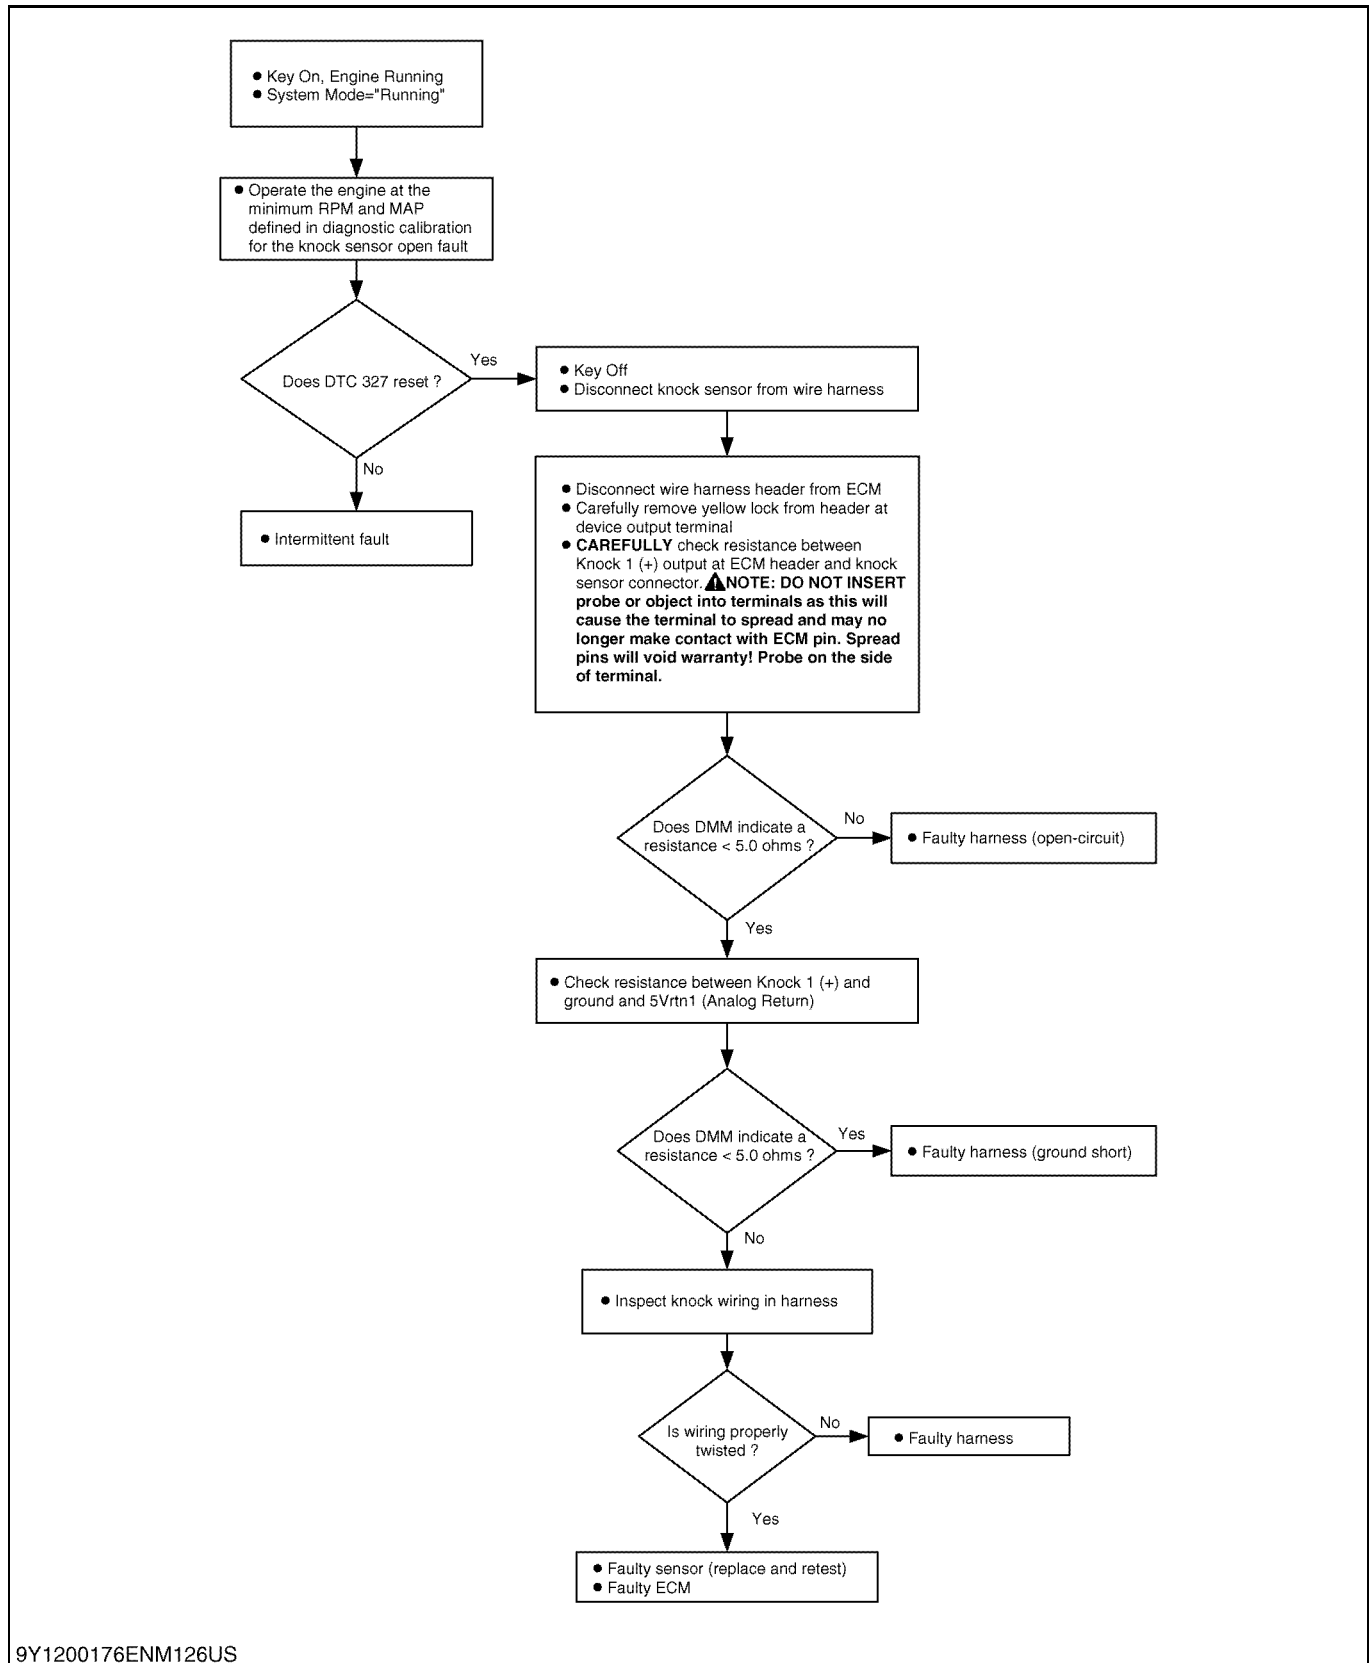 ● Key On, Engine Running
● System Mode="Running"
● Operate the engine at the
minimum RPM and MAP
defined in diagnostic calibration
for the knock sensor open fault
Does DTC 327 reset ?
Yes
● Key Off
● Disconnect knock sensor from wire harness
No
● Intermittent fault
● Disconnect wire harness header from ECM
● Carefully remove yellow lock from header at
device output terminal
● CAREFULLY check resistance between
Knock 1 (+) output at ECM header and knock
sensor connector. ⚠NOTE: DO NOT INSERT
probe or object into terminals as this will
cause the terminal to spread and may no
longer make contact with ECM pin. Spread
pins will void warranty! Probe on the side
of terminal.
Does DMM indicate a
resistance < 5.0 ohms ?
No
● Faulty harness (open-circuit)
Yes
● Check resistance between Knock 1 (+) and
ground and 5Vrtn1 (Analog Return)
Does DMM indicate a
resistance < 5.0 ohms ?
Yes
● Faulty harness (ground short)
No
● Inspect knock wiring in harness
Is wiring properly
twisted ?
No
● Faulty harness
Yes
● Faulty sensor (replace and retest)
● Faulty ECM
9Y1200176ENM126US